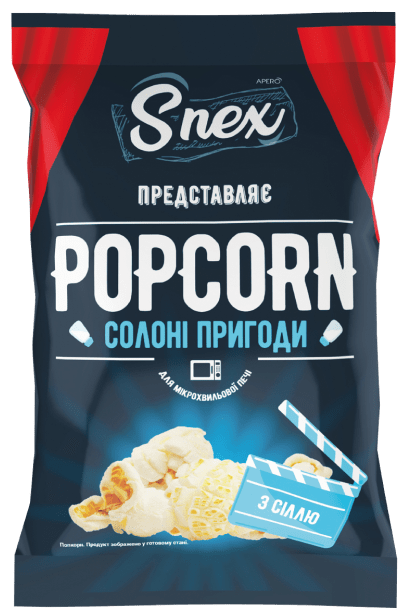 APERO
Snex
ПРЕДСТАВЛЯЄ
POPCORN
СОЛОНІ ПРИГОДИ
ДЛЯ МІКРОХВИЛЬОВОЇ ПЕЧІ
З СІЛЛЮ
Попкорн. Продукт зображено у готовому стані.